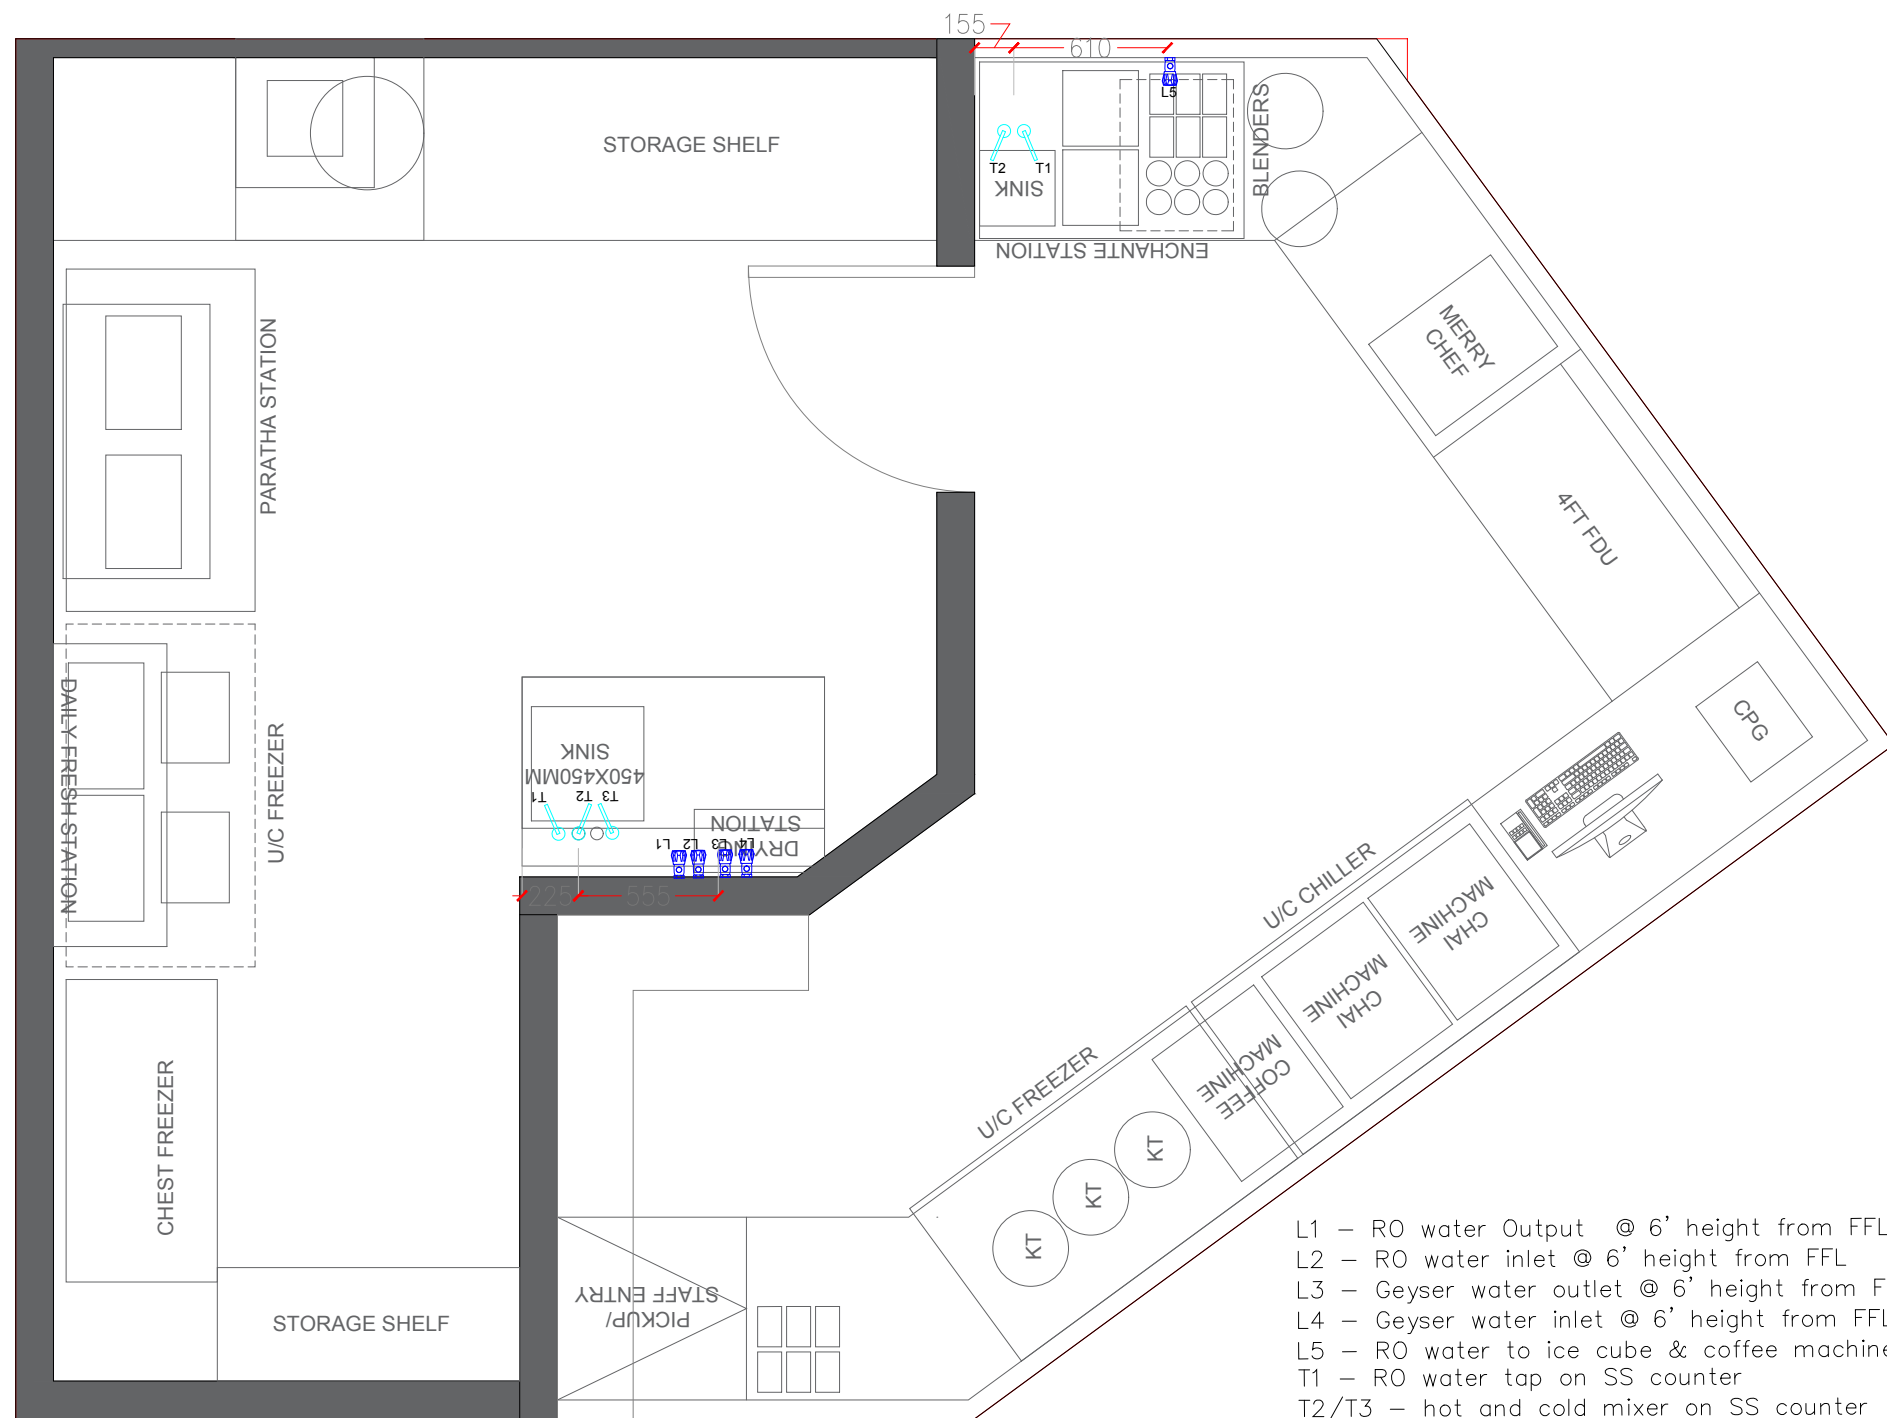 155
610
L5
STORAGE SHELF
BLENDERS
T2
T1
SINK
ENCHANTE STATION
MERRY
CHEF
PARATHA STATION
4FT FDU
DAILY FRESH STATION
U/C FREEZER
CPG
SINK
450X450MM
T1
T2
T3
DRYING
STATION
L1
L2
L3
L4
225
555
U/C CHILLER
CHAI
MACHINE
CHAI
MACHINE
COFFEE
MACHINE
U/C FREEZER
KT
KT
KT
CHEST FREEZER
PICKUP/
STAFF ENTRY
STORAGE SHELF
L1 – RO water Output @ 6' height from FFL
L2 – RO water inlet @ 6' height from FFL
L3 – Geyser water outlet @ 6' height from F
L4 – Geyser water inlet @ 6' height from FFL
L5 – RO water to ice cube & coffee machine
T1 – RO water tap on SS counter
T2/T3 – hot and cold mixer on SS counter